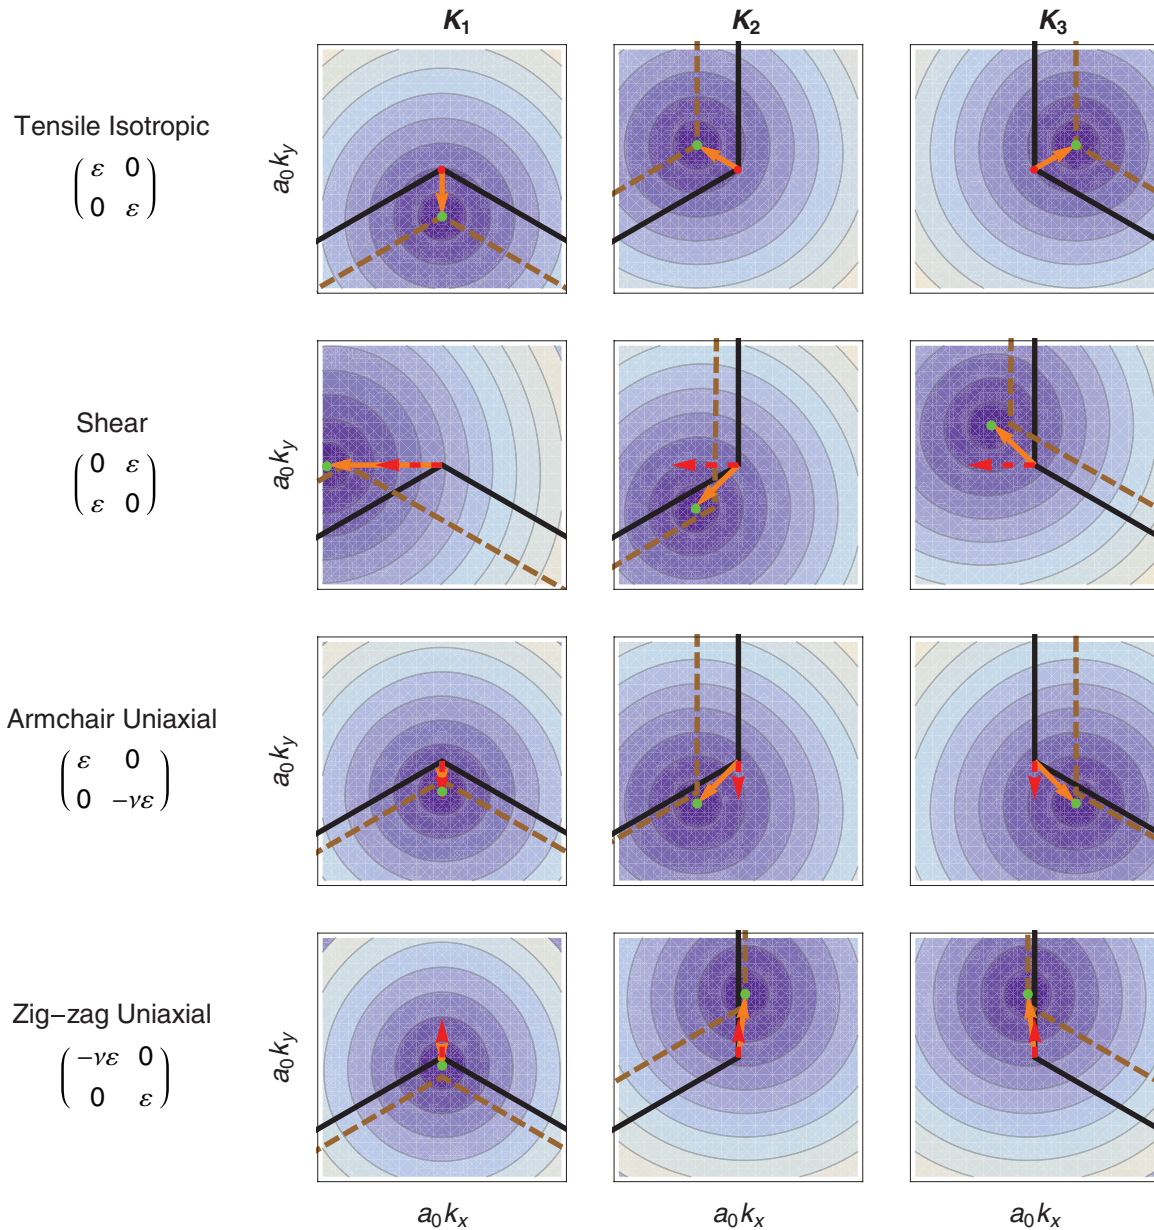 K1 K2 K3
Tensile Isotropic
( ε 0
0 ε )
a0ky
Shear
( 0 ε
ε 0 )
a0ky
Armchair Uniaxial
( ε 0
0 −νε )
a0ky
Zig−zag Uniaxial
( −νε 0
0 ε )
a0ky
a0kx a0kx a0kx